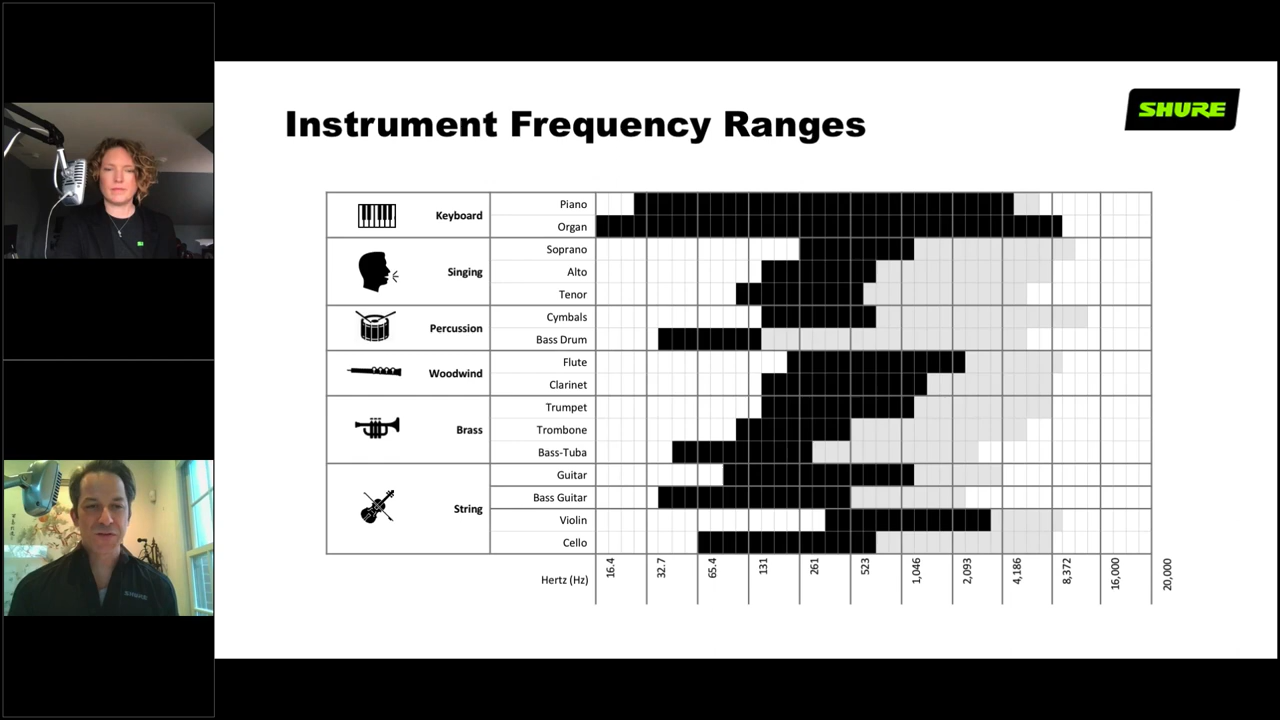 Instrument Frequency Ranges
SHURE
Keyboard
Piano
Organ
Singing
Soprano
Alto
Tenor
Percussion
Cymbals
Bass Drum
Woodwind
Flute
Clarinet
Brass
Trumpet
Trombone
Bass-Tuba
String
Guitar
Bass Guitar
Violin
Cello
Hertz (Hz)
16.4
32.7
65.4
131
261
523
1,046
2,093
4,186
8,372
16,000
20,000
SHURE